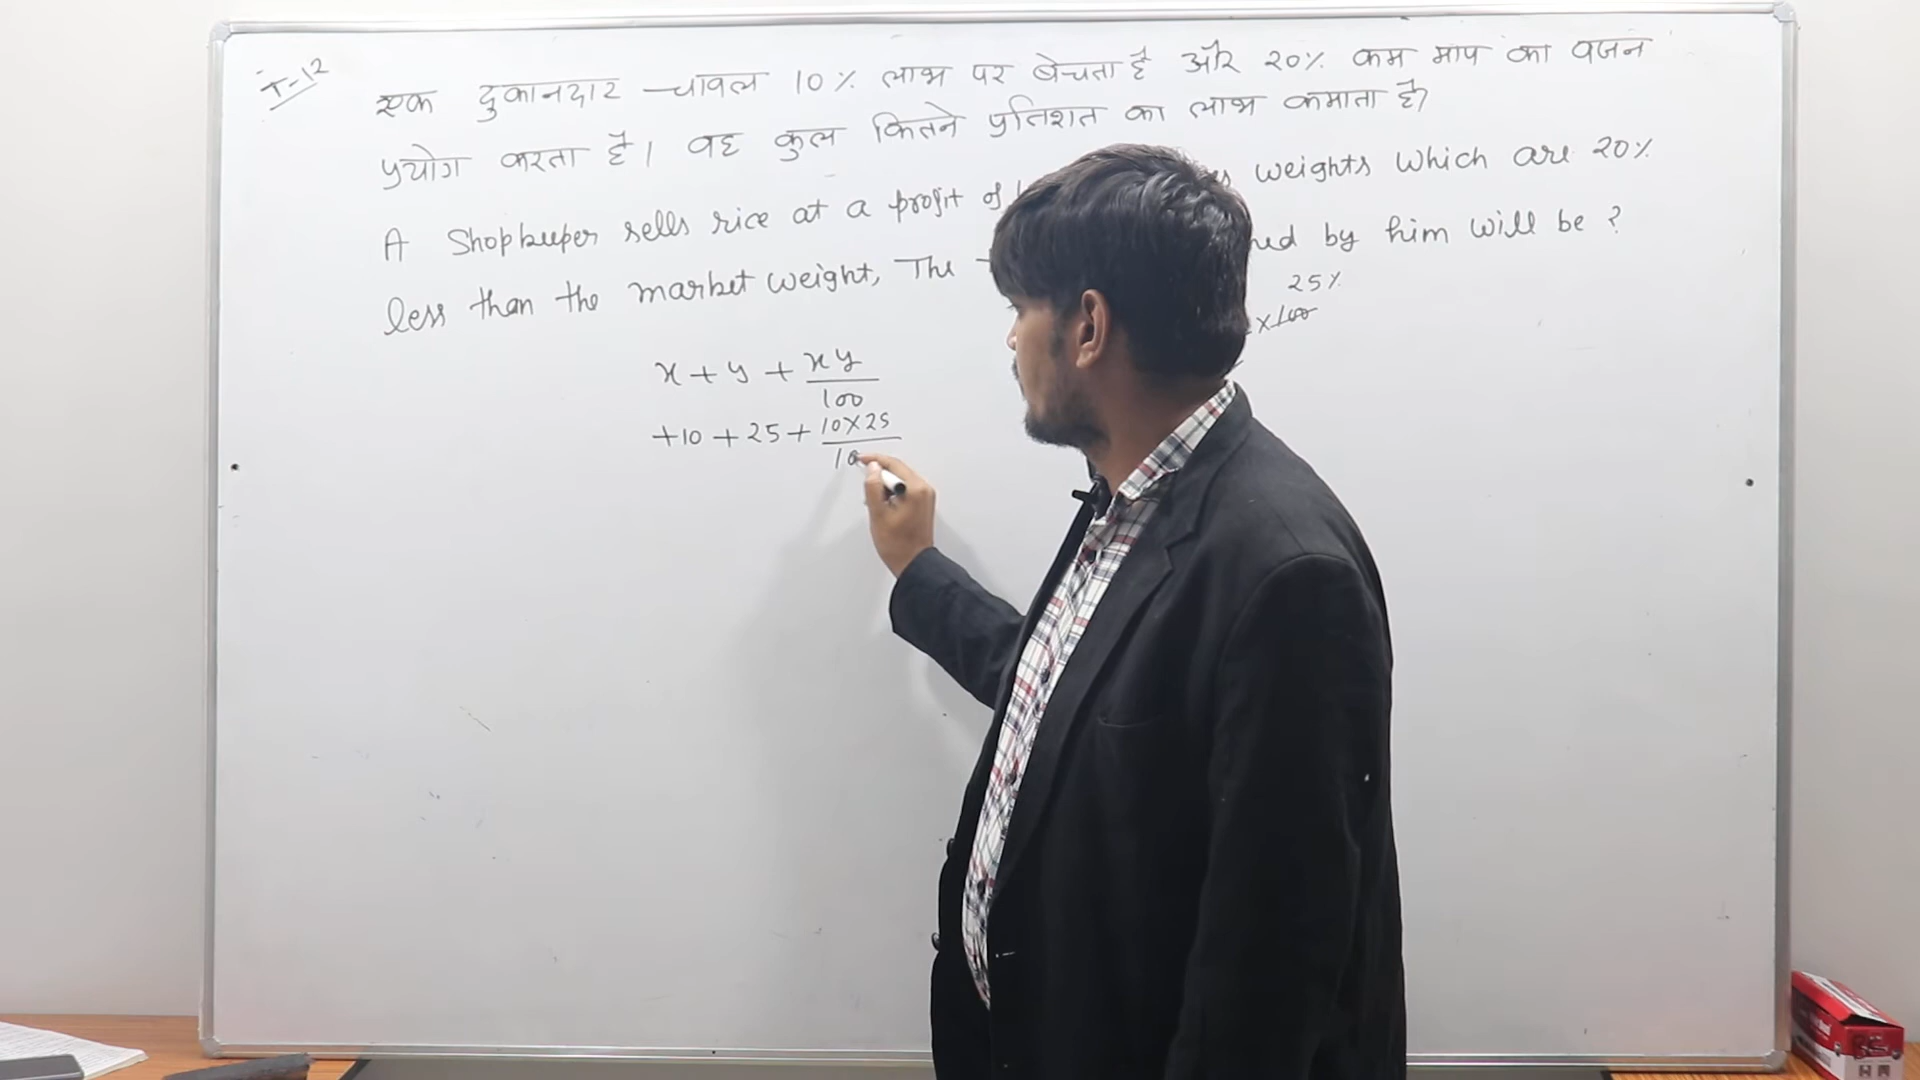 T-12
एक दुकानदार चावल 10% लाभ पर बेचता है और 20% कम माप का वजन
प्रयोग करता है। वह कुल कितने प्रतिशत का लाभ कमाता है?
A Shopkeeper sells rice at a profit of weights which are 20%
less than the market weight, The by him will be ?
25%
×100
x + y + xy/100
+10 + 25 + 10×25/10